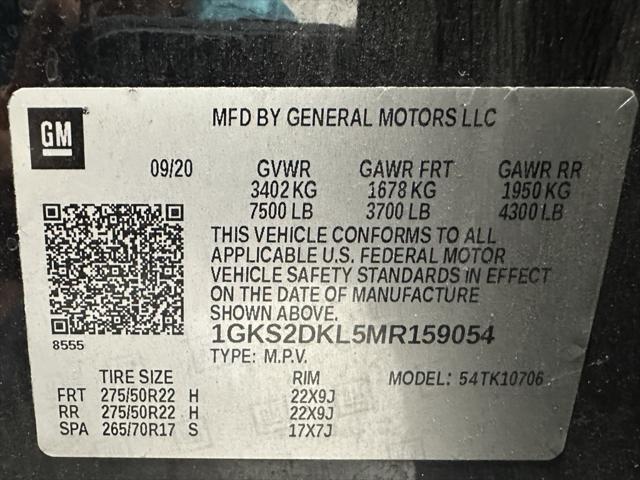 GM
MFD BY GENERAL MOTORS LLC
09/20 GVWR GAWR FRT GAWR RR
3402 KG 1678 KG 1950 KG
7500 LB 3700 LB 4300 LB
THIS VEHICLE CONFORMS TO ALL
APPLICABLE U.S. FEDERAL MOTOR
VEHICLE SAFETY STANDARDS IN EFFECT
ON THE DATE OF MANUFACTURE
SHOWN ABOVE.
1GKS2DKL5MR159054
8555
TYPE: M.P.V.
TIRE SIZE RIM MODEL: 54TK10706
FRT 275/50R22 H 22X9J
RR 275/50R22 H 22X9J
SPA 265/70R17 S 17X7J